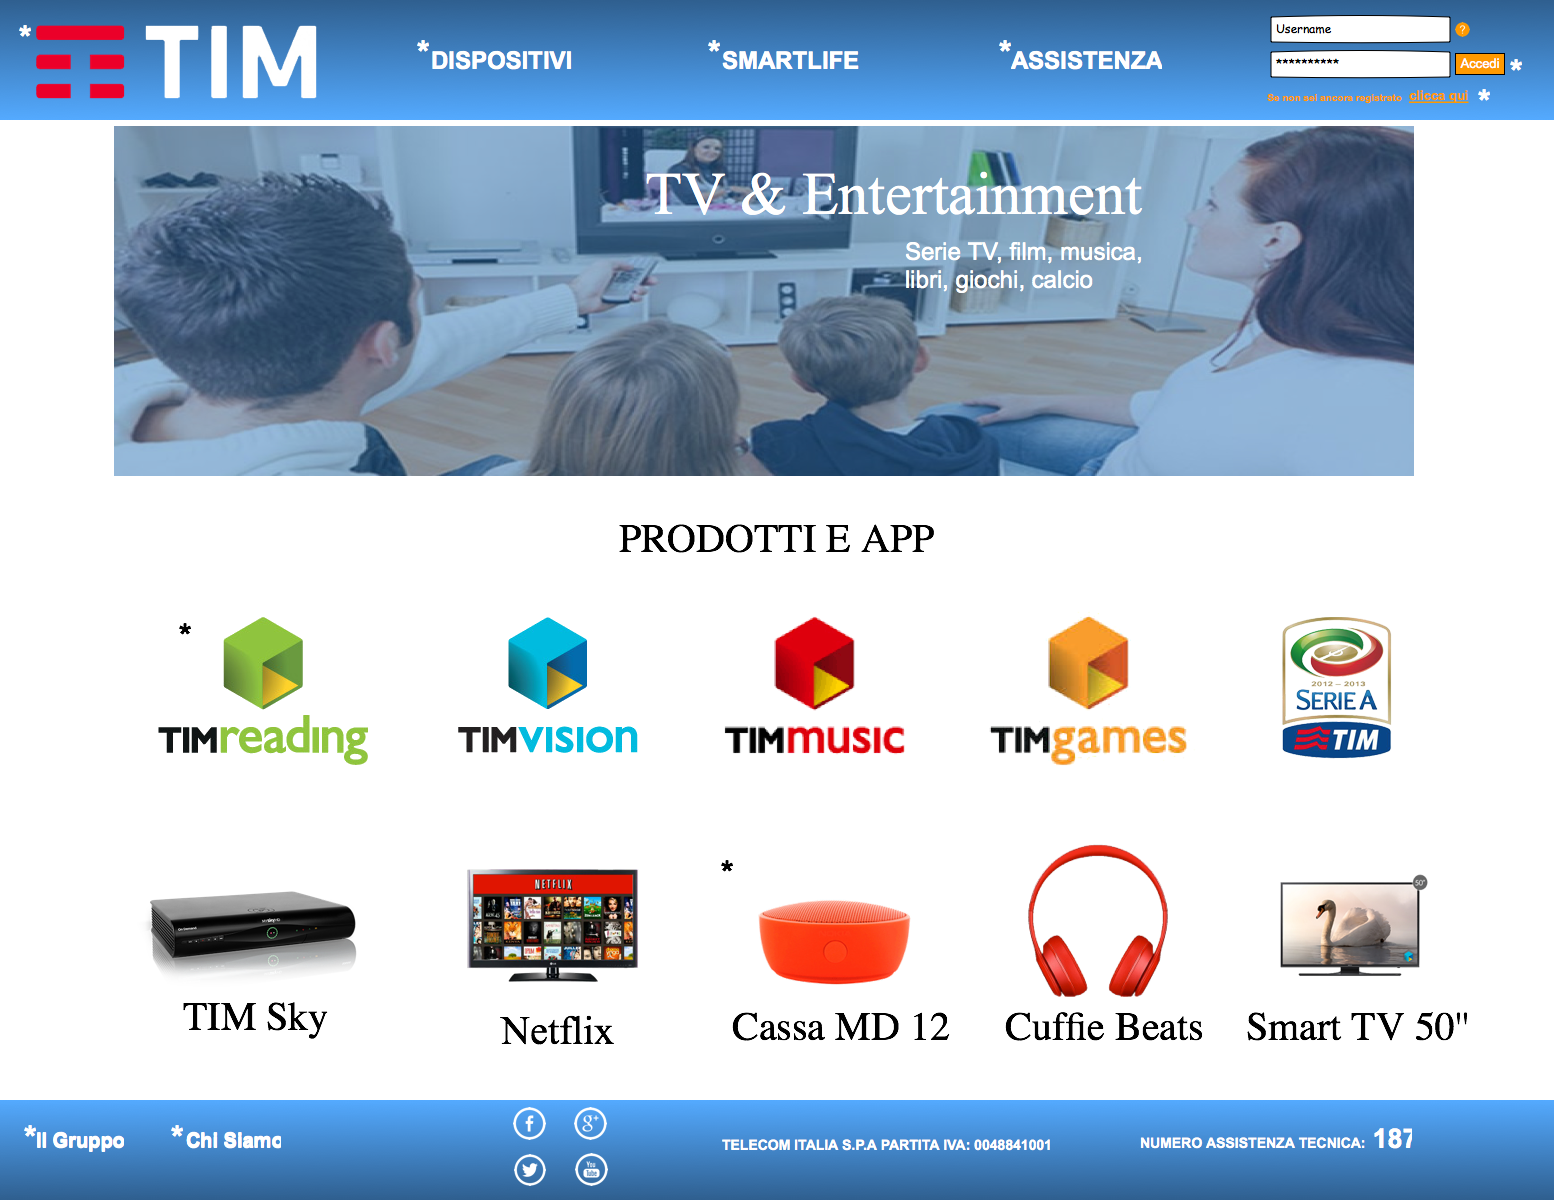 * TIM
*DISPOSITIVI
*SMARTLIFE
*ASSISTENZA
Username
?
**********
Accedi *
Se non sei ancora registrato clicca qui *
TV & Entertainment
Serie TV, film, musica,
libri, giochi, calcio
PRODOTTI E APP
*
TIMreading
TIMVISION
TIMMUSIC
TIMgames
2012 – 2013
SERIE A
TIM
NETFLIX
*
50"
TIM Sky
Netflix
Cassa MD 12
Cuffie Beats
Smart TV 50"
*Il Gruppo
*Chi Siamo
f
g+
You
Tube
TELECOM ITALIA S.P.A PARTITA IVA: 0048841001
NUMERO ASSISTENZA TECNICA: 187